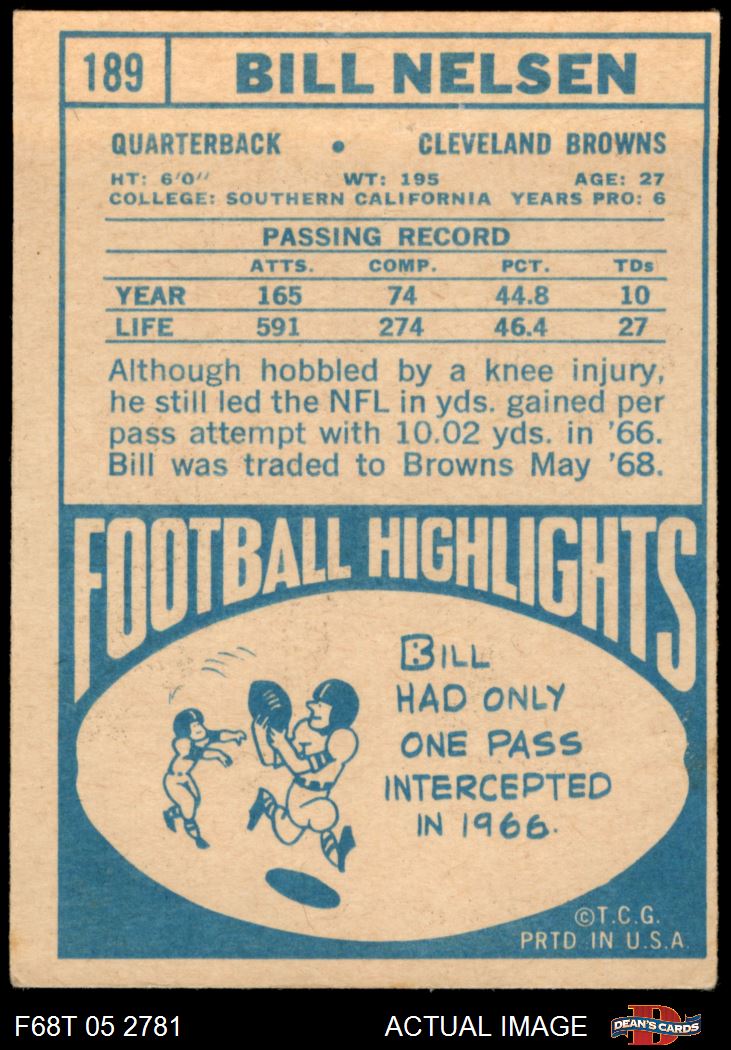 189 BILL NELSEN
QUARTERBACK • CLEVELAND BROWNS
HT: 6'0" WT: 195 AGE: 27
COLLEGE: SOUTHERN CALIFORNIA YEARS PRO: 6
PASSING RECORD
ATTS. COMP. PCT. TDs
YEAR 165 74 44.8 10
LIFE 591 274 46.4 27
Although hobbled by a knee injury,
he still led the NFL in yds. gained per
pass attempt with 10.02 yds. in '66.
Bill was traded to Browns May '68.
FOOTBALL HIGHLIGHTS
BILL
HAD ONLY
ONE PASS
INTERCEPTED
IN 1966.
©T.C.G.
PRTD IN U.S.A.
F68T 05 2781 ACTUAL IMAGE D DEAN'S CARDS